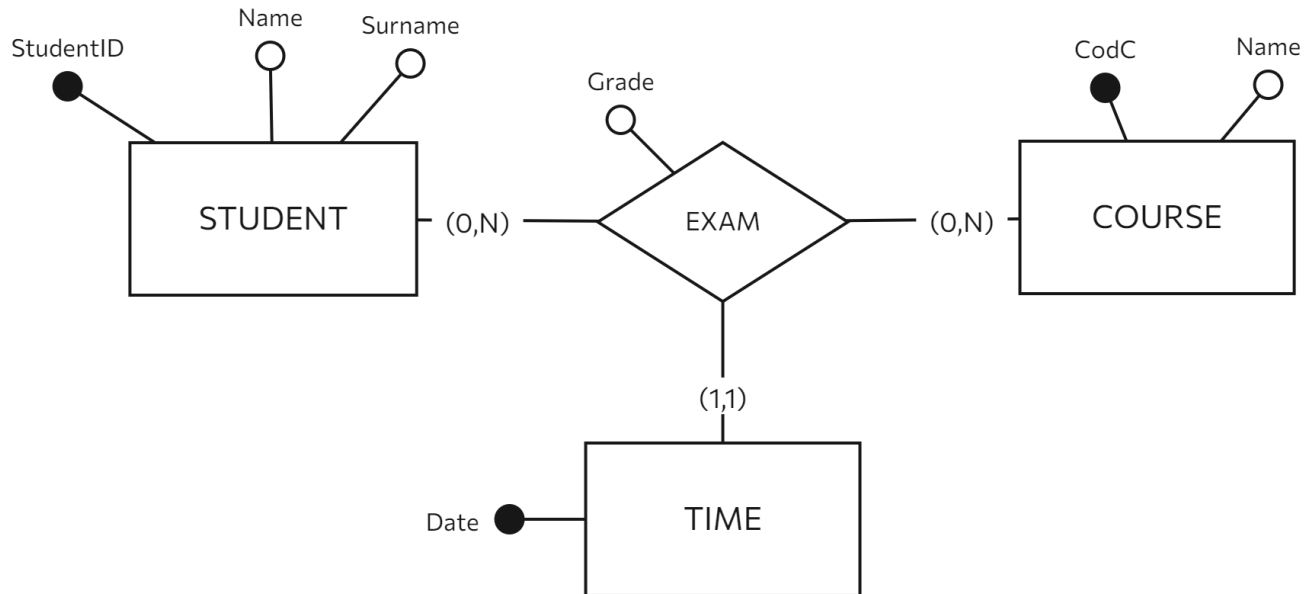 Name
Surname
StudentID
Grade
CodC
Name
STUDENT
(0,N)
EXAM
(0,N)
COURSE
(1,1)
Date
TIME